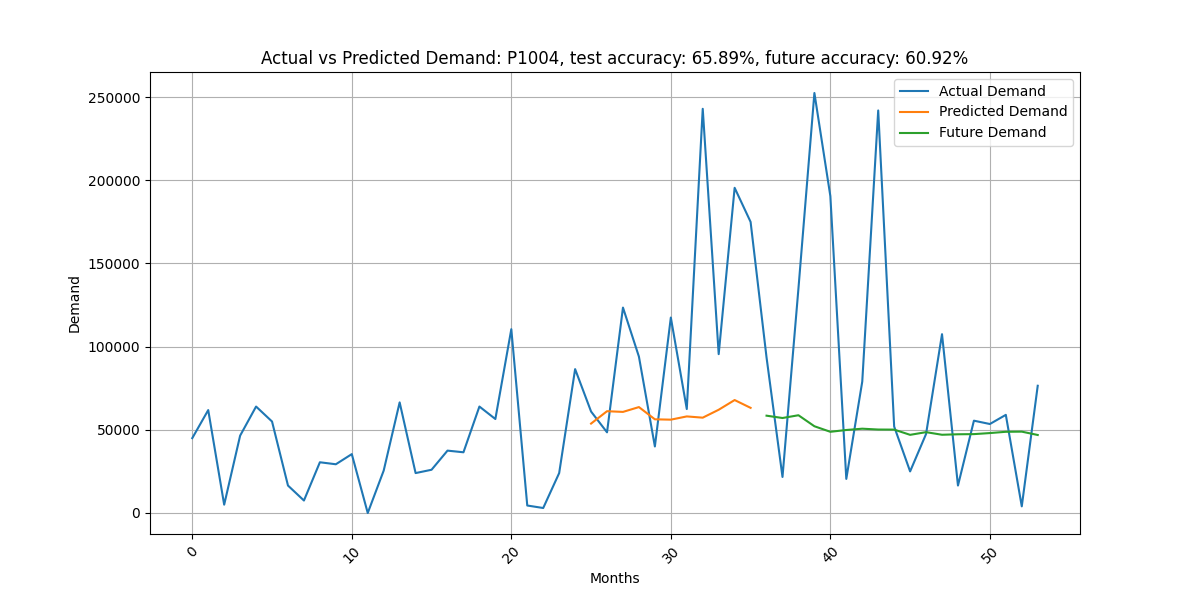 Actual vs Predicted Demand: P1004, test accuracy: 65.89%, future accuracy: 60.92%
Actual Demand
Predicted Demand
Future Demand
250000
200000
150000
100000
50000
0
Demand
0
10
20
30
40
50
Months